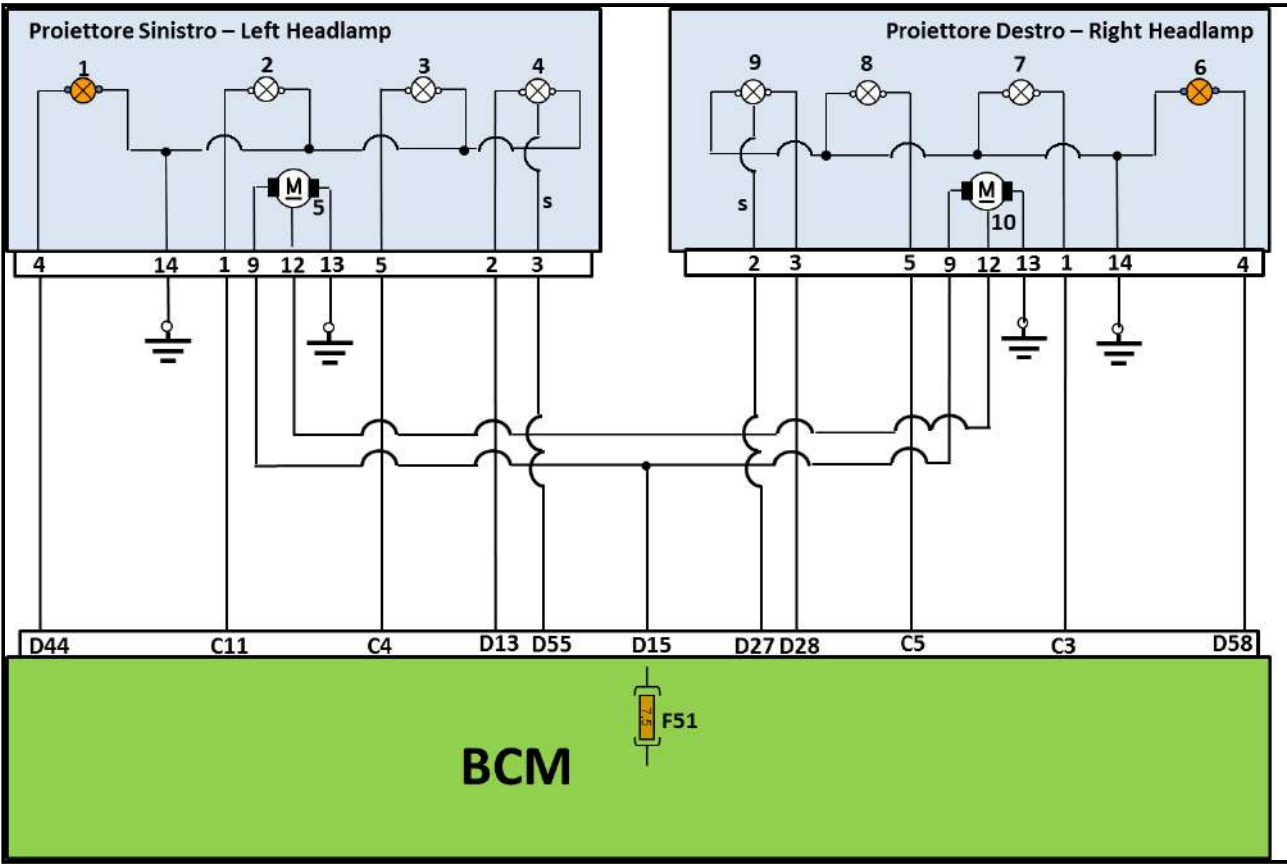 Proiettore Sinistro – Left Headlamp
Proiettore Destro – Right Headlamp
1 2 3 4
9 8 7 6
M
5
M
10
s
s
4 14 1 9 12 13 5 2 3
2 3 5 9 12 13 1 14 4
D44 C11 C4 D13 D55 D15 D27 D28 C5 C3 D58
7,5
F51
BCM